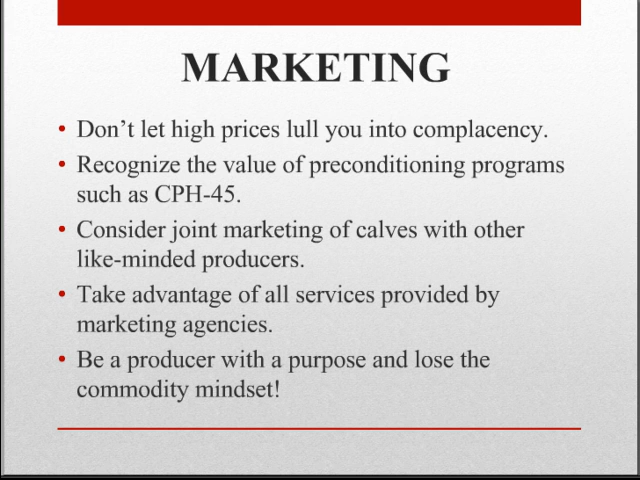 MARKETING
• Don’t let high prices lull you into complacency.
• Recognize the value of preconditioning programs
such as CPH-45.
• Consider joint marketing of calves with other
like-minded producers.
• Take advantage of all services provided by
marketing agencies.
• Be a producer with a purpose and lose the
commodity mindset!